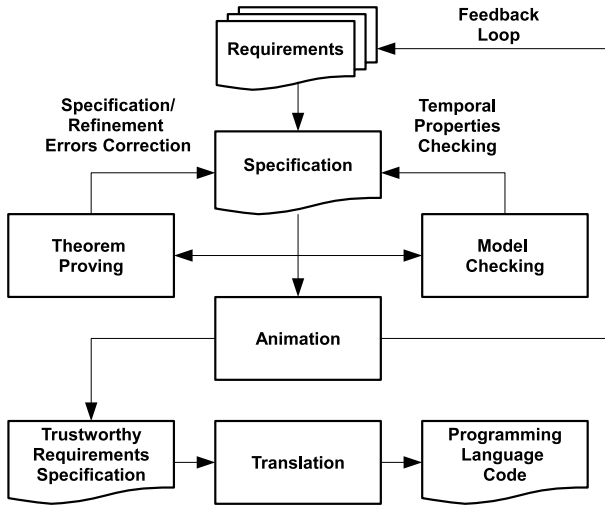 Feedback
Loop
Requirements
Specification/
Refinement
Errors Correction
Temporal
Properties
Checking
Specification
Theorem
Proving
Model
Checking
Animation
Trustworthy
Requirements
Specification
Translation
Programming
Language
Code